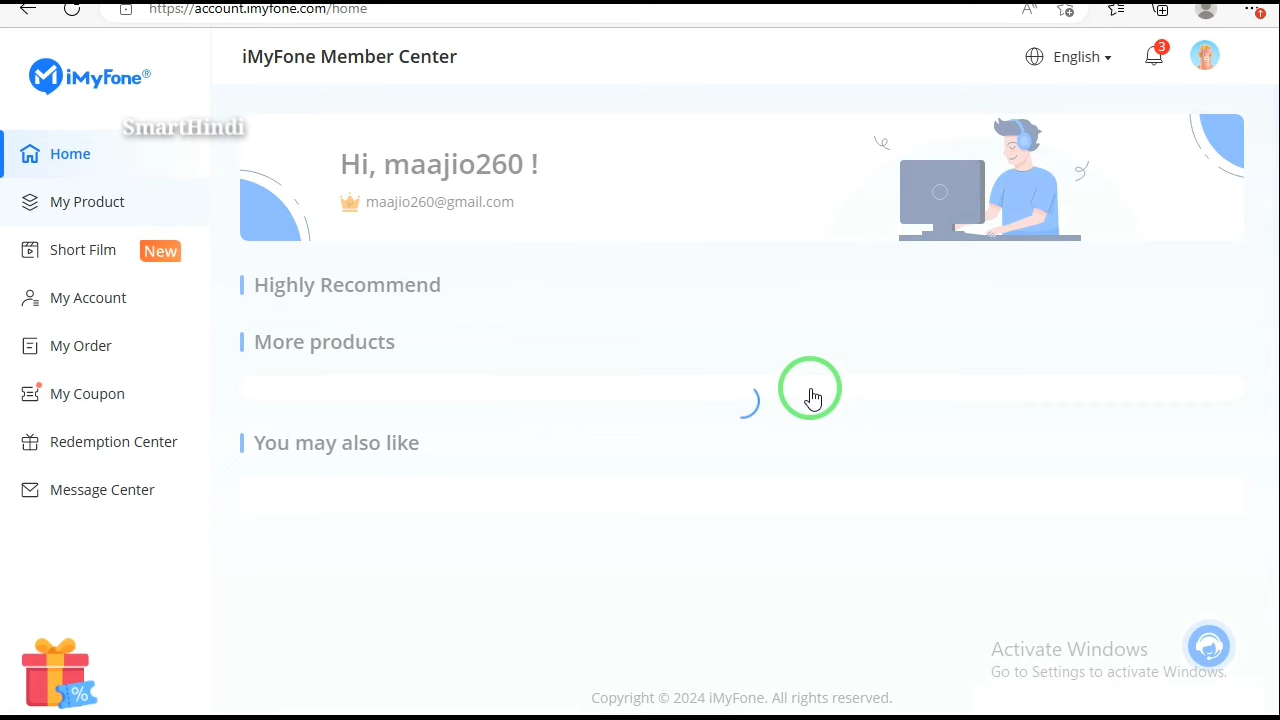 https://account.imyfone.com/home
iMyFone®
iMyFone Member Center
English
3
SmartHindi
Home
My Product
Short Film New
My Account
My Order
My Coupon
Redemption Center
Message Center
Hi, maajio260 !
maajio260@gmail.com
Highly Recommend
More products
You may also like
%
Activate Windows
Go to Settings to activate Windows.
Copyright © 2024 iMyFone. All rights reserved.